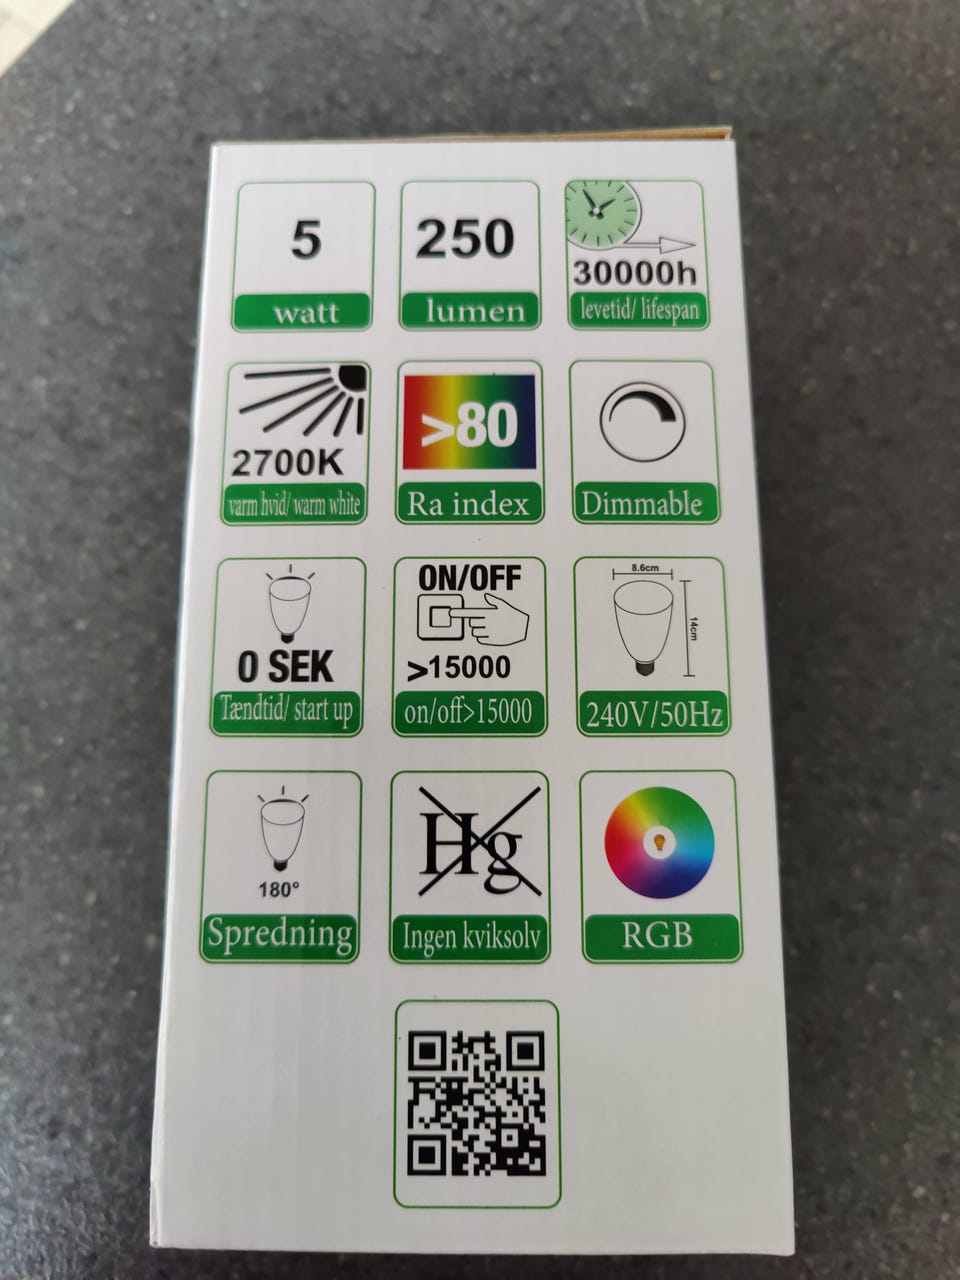 5
watt
250
lumen
30000h
levetid/ lifespan
2700K
varm hvid/ warm white
>80
Ra index
Dimmable
0 SEK
Tændtid/ start up
ON/OFF
>15000
on/off>15000
8.6cm
14cm
240V/50Hz
180°
Spredning
Hg
Ingen kviksolv
RGB